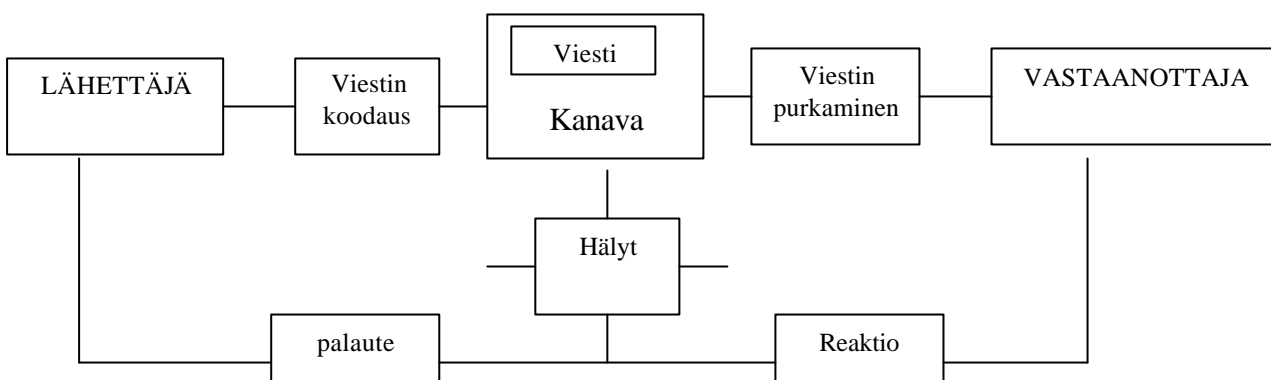 Viesti
LÄHETTÄJÄ
Viestin
koodaus
Kanava
Viestin
purkaminen
VASTAANOTTAJA
Hälyt
palaute
Reaktio